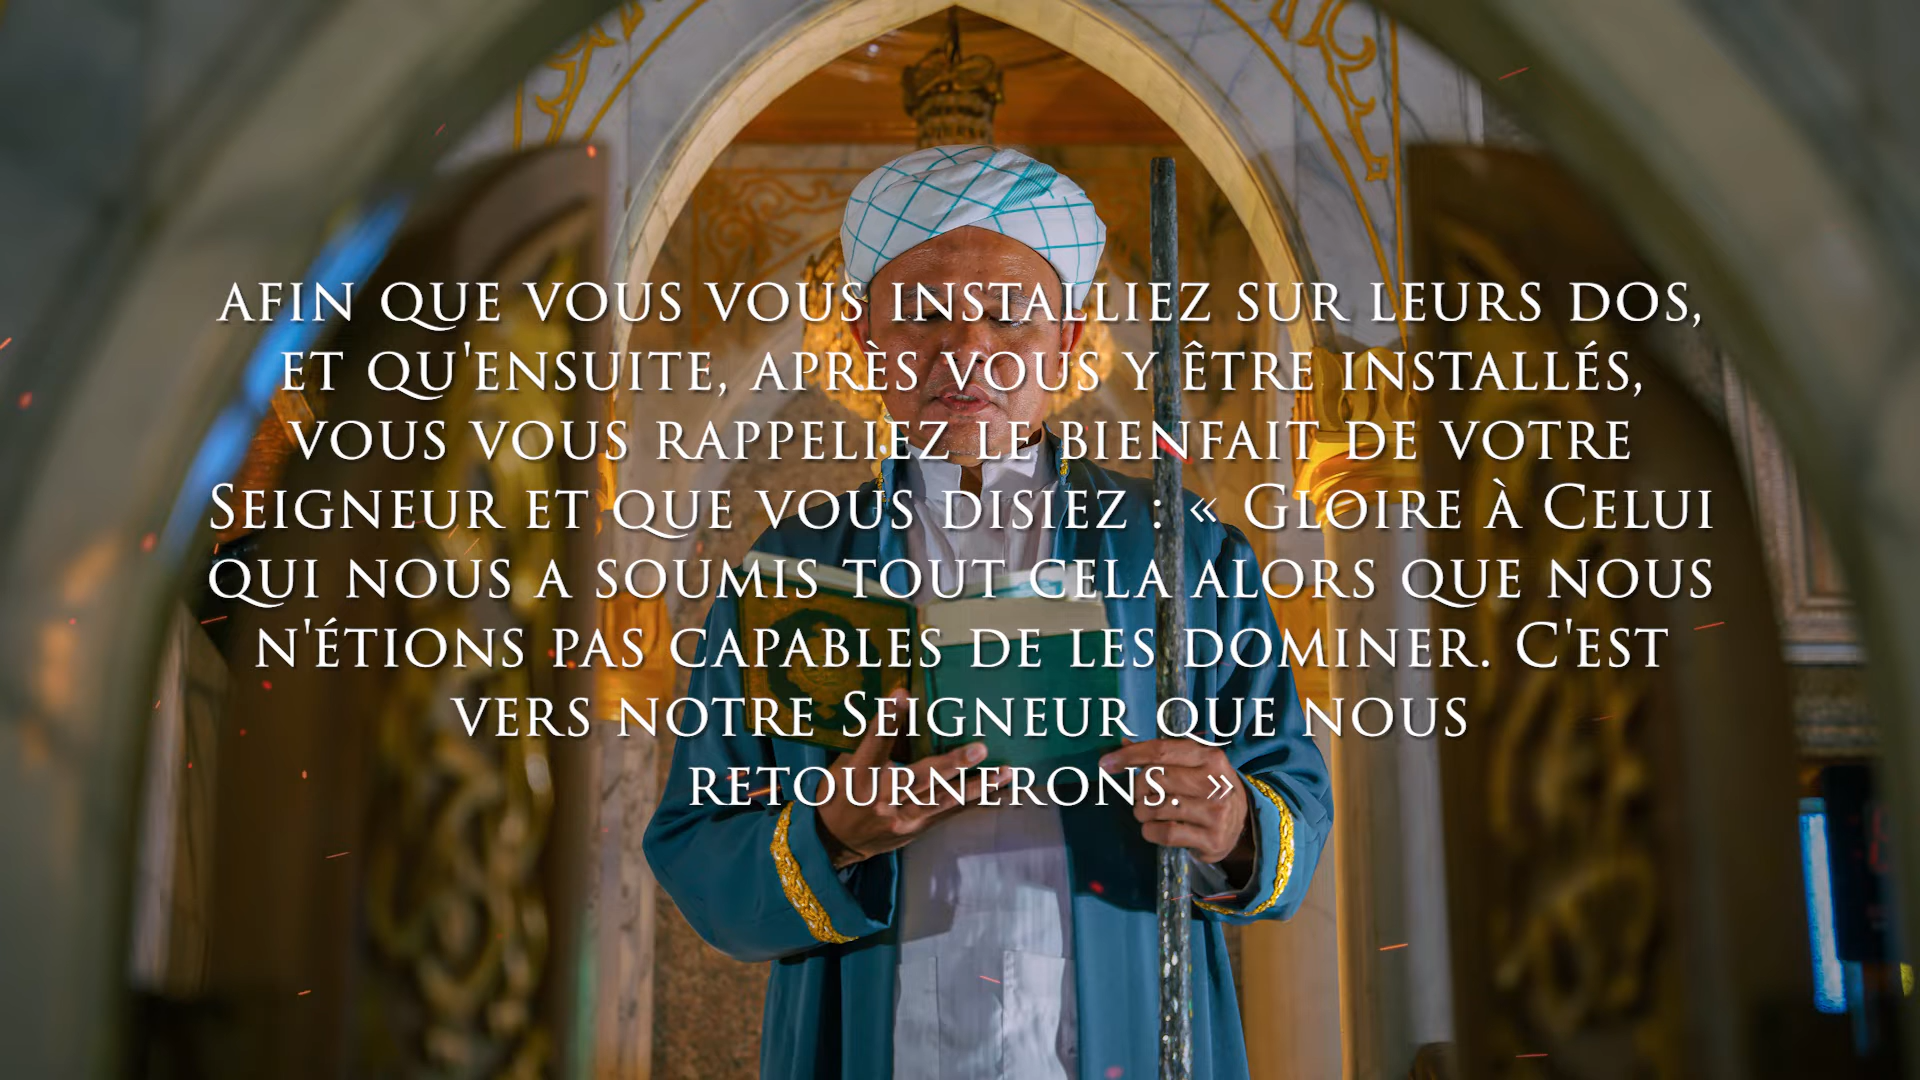 afin que vous vous installiez sur leurs dos,
et qu'ensuite, après vous y être installés,
vous vous rappeliez le bienfait de votre
Seigneur et que vous disiez : « Gloire à Celui
qui nous a soumis tout cela alors que nous
n'étions pas capables de les dominer. C'est
vers notre Seigneur que nous
retournerons. »